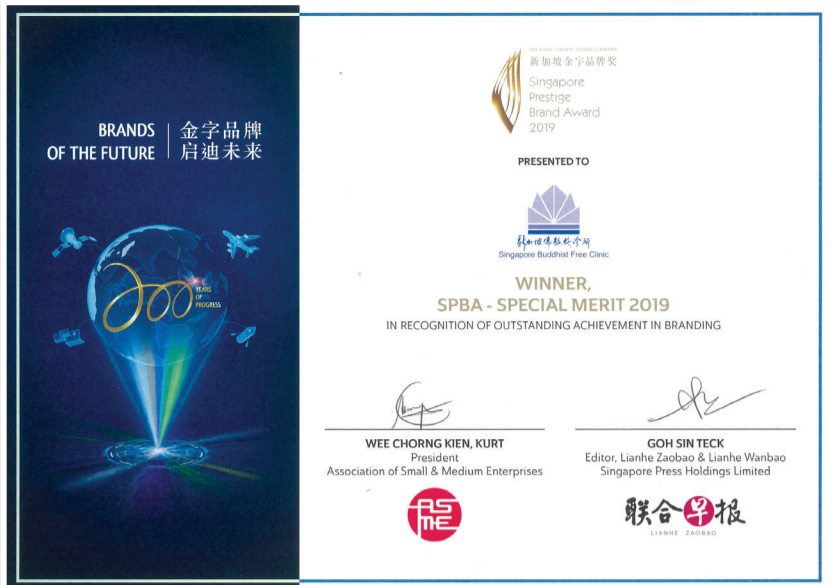 BRANDS
OF THE FUTURE
金字品牌
启迪未来
200
YEARS
OF
PROGRESS
新加坡金字品牌奖
Singapore
Prestige
Brand Award
2019
PRESENTED TO
新加坡佛教施诊所
Singapore Buddhist Free Clinic
WINNER,
SPBA - SPECIAL MERIT 2019
IN RECOGNITION OF OUTSTANDING ACHIEVEMENT IN BRANDING
WEE CHORNG KIEN, KURT
President
Association of Small & Medium Enterprises
GOH SIN TECK
Editor, Lianhe Zaobao & Lianhe Wanbao
Singapore Press Holdings Limited
ASME
联合早报
LIANHE ZAOBAO